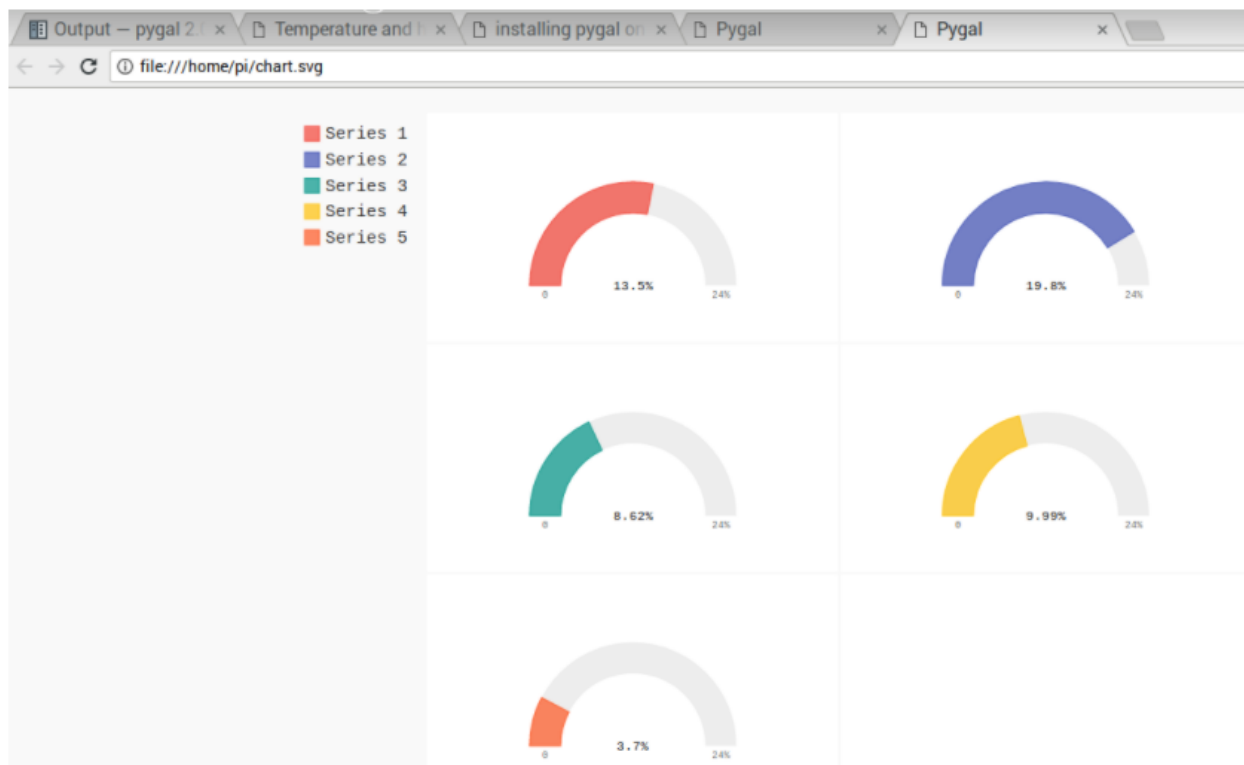 Output — pygal 2.( Temperature and h installing pygal on Pygal Pygal
file:///home/pi/chart.svg
Series 1
Series 2
Series 3
Series 4
Series 5
13.5%
0 24%
19.8%
0 24%
8.62%
0 24%
9.99%
0 24%
3.7%
0 24%